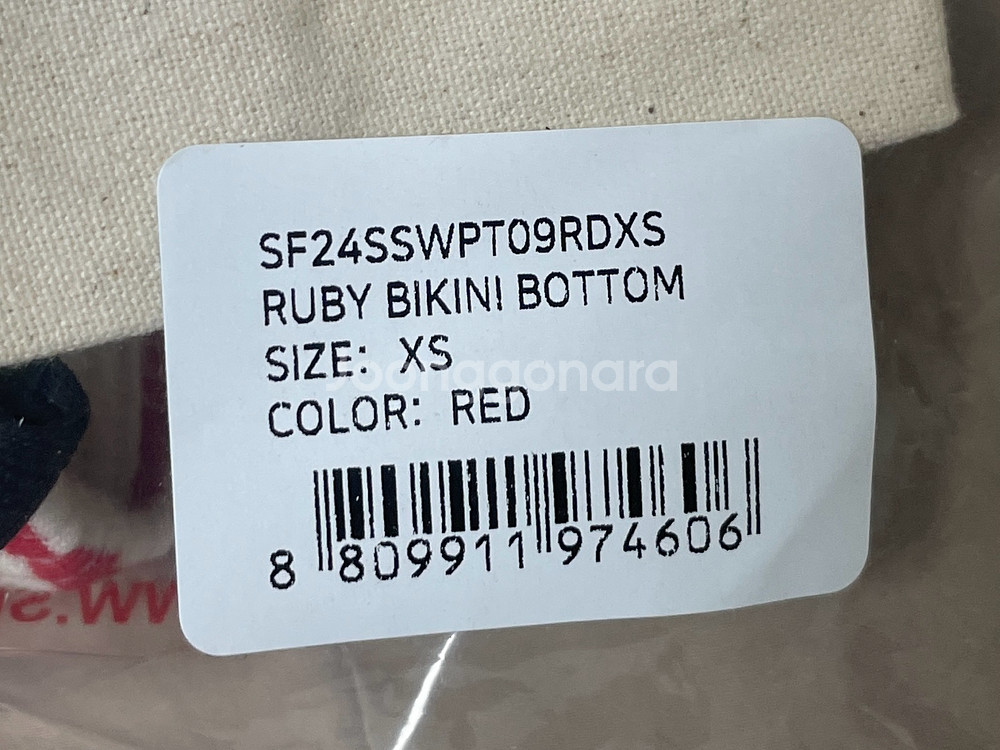 SF24SSWPT09RDXS
RUBY BIKINI BOTTOM
SIZE: XS
COLOR: RED
8 809911 974606